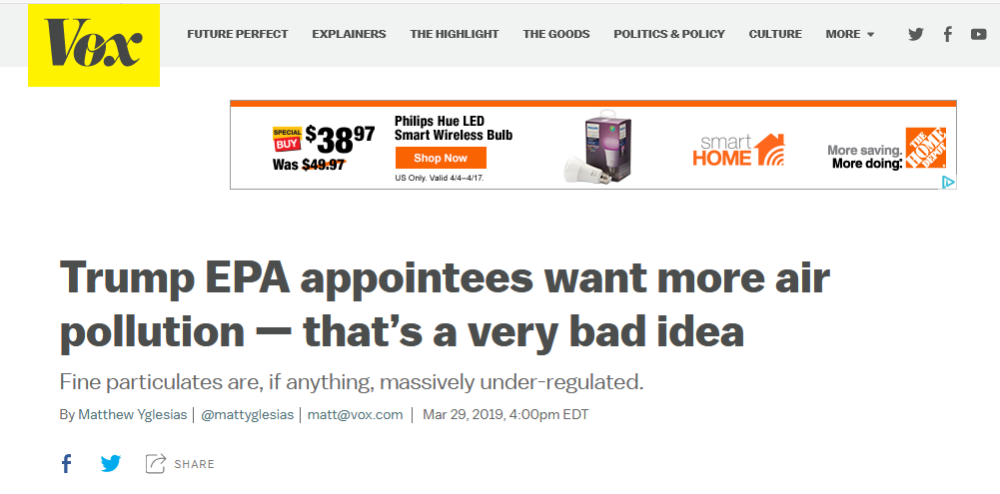 Vox
FUTURE PERFECT EXPLAINERS THE HIGHLIGHT THE GOODS POLITICS & POLICY CULTURE MORE
SPECIAL
BUY
$38 97
Was $49.97
Philips Hue LED
Smart Wireless Bulb
Shop Now
US Only. Valid 4/4–4/17.
smart
HOME
More saving.
More doing.
THE
HOME
DEPOT
Trump EPA appointees want more air
pollution — that's a very bad idea
Fine particulates are, if anything, massively under-regulated.
By Matthew Yglesias | @mattyglesias | matt@vox.com | Mar 29, 2019, 4:00pm EDT
SHARE